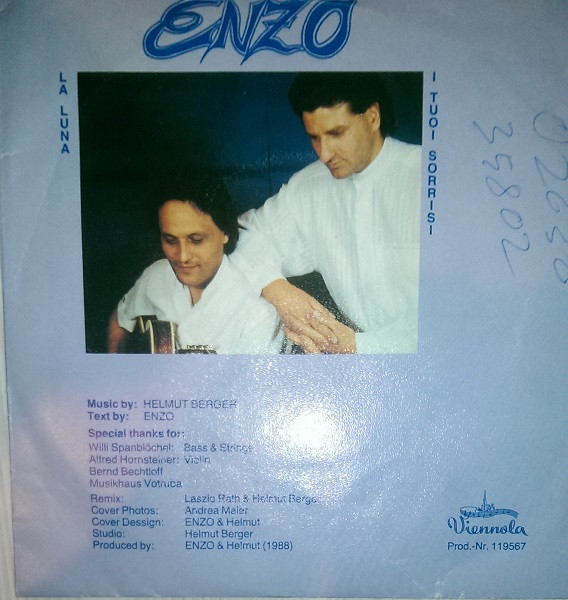 ENZO
LA LUNA
I TUOI SORRISI
35802
Music by: HELMUT BERGER
Text by: ENZO
Special thanks for:
Willi Spanblöchel: Bass & Strings
Alfred Hornsteiner: Violin
Bernd Bechtloff
Musikhaus Votruba
Remix: Laszlo Rath & Helmut Berger
Cover Photos: Andrea Maier
Cover Dessign: ENZO & Helmut
Studio: Helmut Berger
Produced by: ENZO & Helmut (1988)
Viennola
Prod.-Nr. 119567